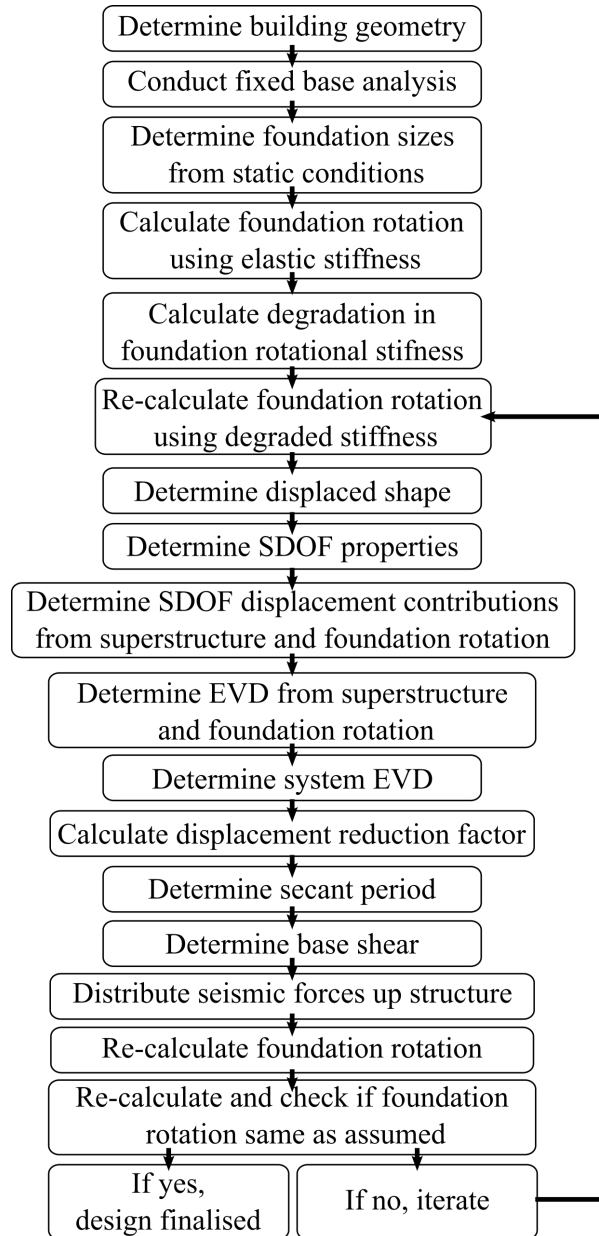 Determine building geometry
Conduct fixed base analysis
Determine foundation sizes
from static conditions
Calculate foundation rotation
using elastic stiffness
Calculate degradation in
foundation rotational stifness
Re-calculate foundation rotation
using degraded stiffness
Determine displaced shape
Determine SDOF properties
Determine SDOF displacement contributions
from superstructure and foundation rotation
Determine EVD from superstructure
and foundation rotation
Determine system EVD
Calculate displacement reduction factor
Determine secant period
Determine base shear
Distribute seismic forces up structure
Re-calculate foundation rotation
Re-calculate and check if foundation
rotation same as assumed
If yes,
design finalised
If no, iterate